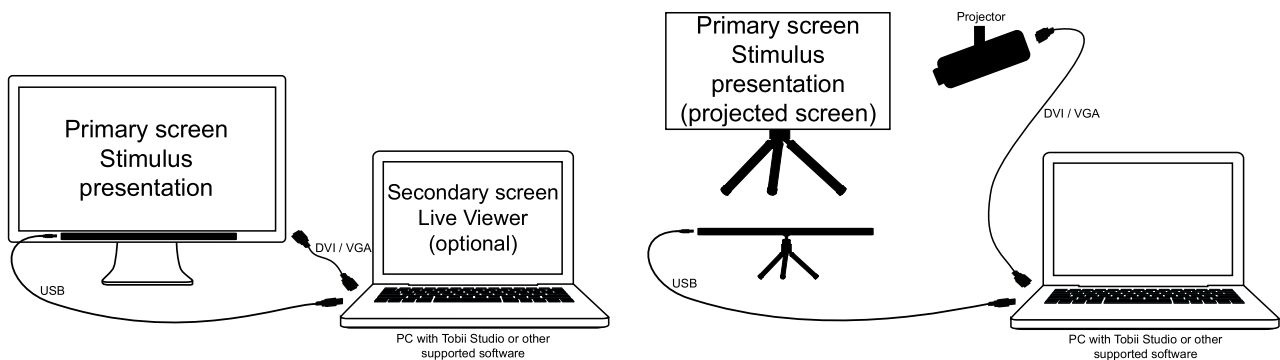 Primary screen
Stimulus
presentation
Secondary screen
Live Viewer
(optional)
DVI / VGA
USB
PC with Tobii Studio or other
supported software
Projector
Primary screen
Stimulus
presentation
(projected screen)
DVI / VGA
USB
PC with Tobii Studio or other
supported software